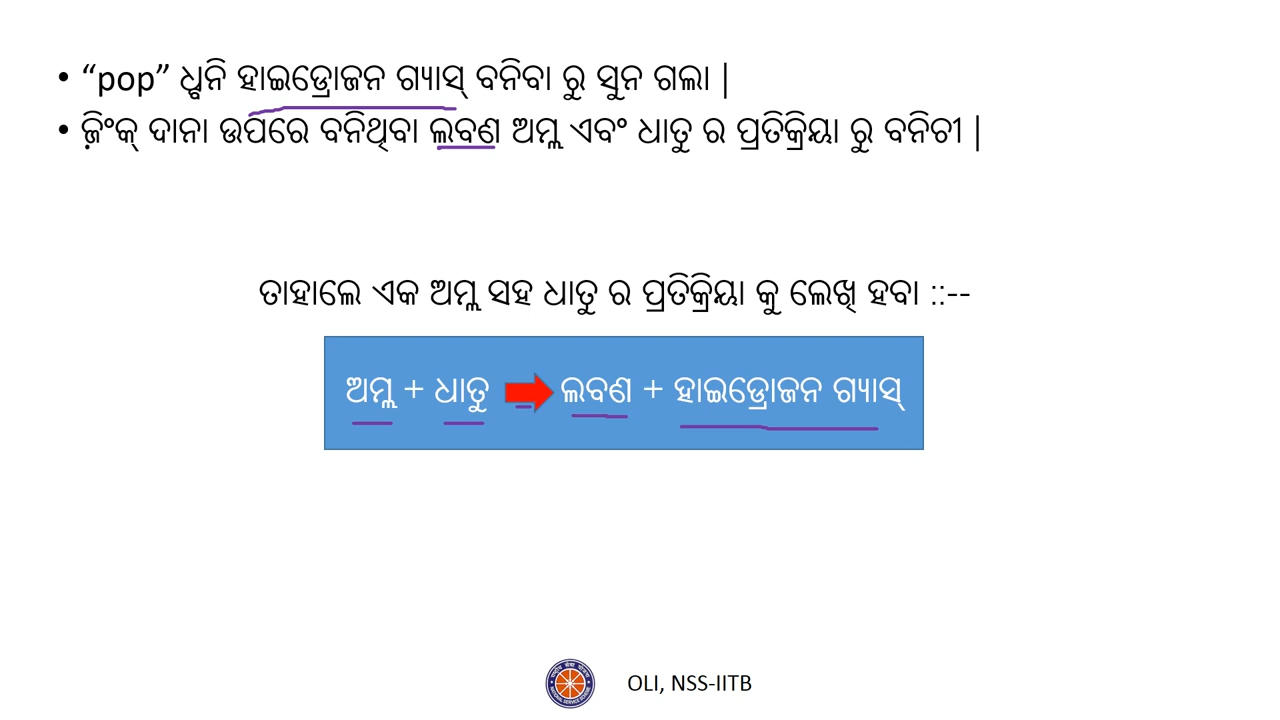 • “pop” ଧ୍ବନି ହାଇଡ୍ରୋଜନ ଗ୍ୟାସ୍ ବନିବା ରୁ ସୁନ ଗଲା |
• ଜ଼ିଂକ୍ ଦାନା ଉପରେ ବନିଥିବା ଲବଣ ଅମ୍ଳ ଏବଂ ଧାତୁ ର ପ୍ରତିକ୍ରିୟା ରୁ ବନିଚୀ |
ତାହାଲେ ଏକ ଅମ୍ଳ ସହ ଧାତୁ ର ପ୍ରତିକ୍ରିୟା କୁ ଲେଖି ହବା ::--
ଅମ୍ଳ + ଧାତୁ ➡ ଲବଣ + ହାଇଡ୍ରୋଜନ ଗ୍ୟାସ୍
OLI, NSS-IITB